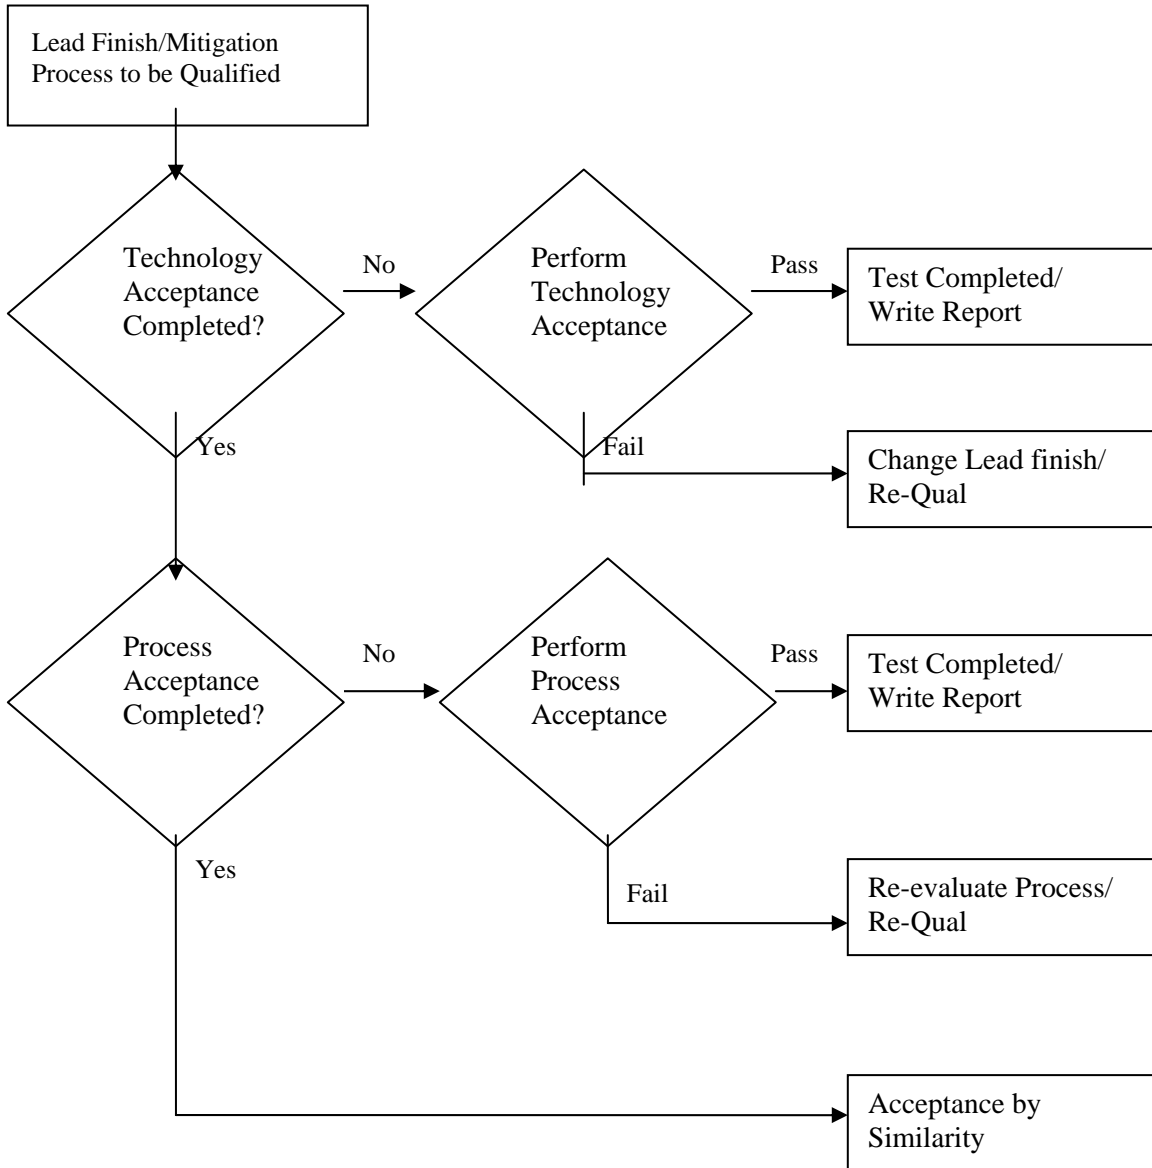 Lead Finish/Mitigation
Process to be Qualified
Technology
Acceptance
Completed?
No
Perform
Technology
Acceptance
Pass
Test Completed/
Write Report
Yes
Fail
Change Lead finish/
Re-Qual
Process
Acceptance
Completed?
No
Perform
Process
Acceptance
Pass
Test Completed/
Write Report
Yes
Fail
Re-evaluate Process/
Re-Qual
Acceptance by
Similarity